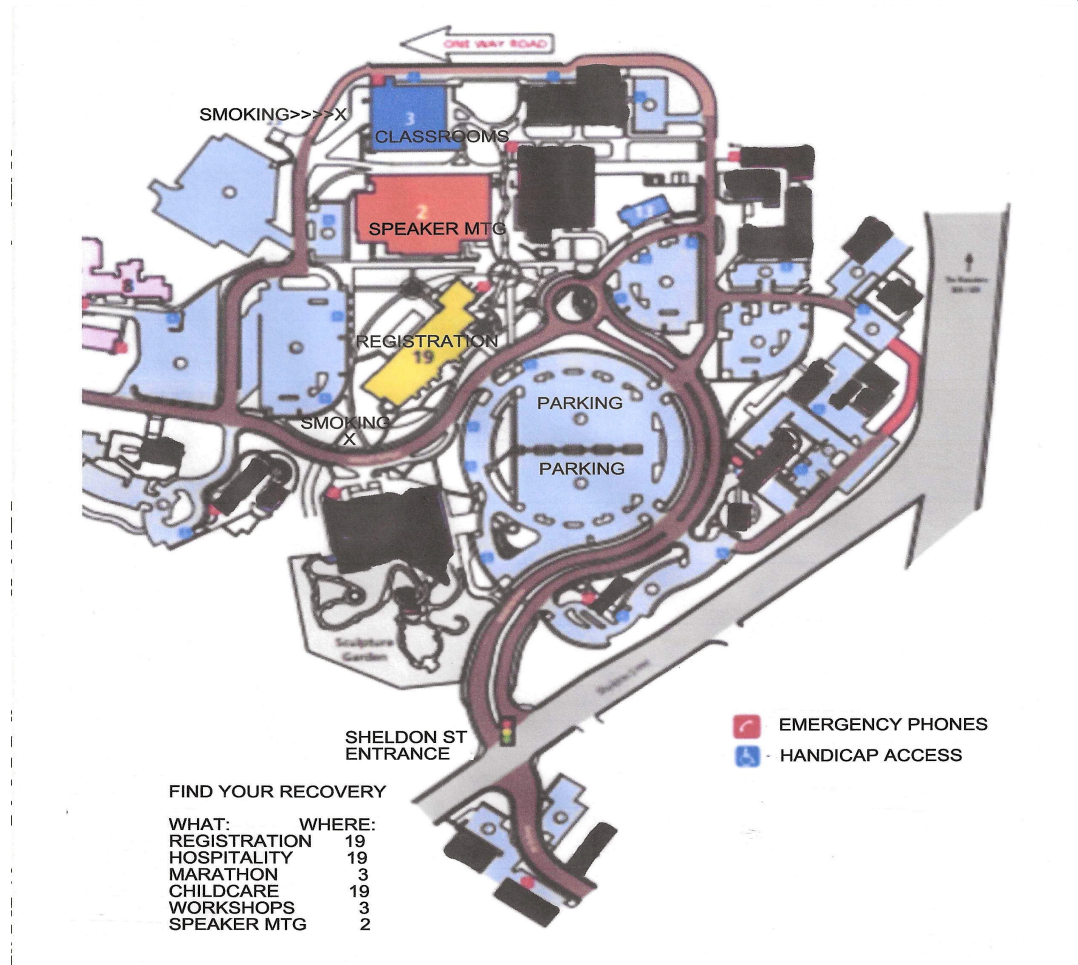 ONE WAY ROAD
SMOKING>>>>X
3
CLASSROOMS
2
SPEAKER MTG
REGISTRATION
19
SMOKING
X
PARKING
PARKING
Sculpture
Garden
SHELDON ST
ENTRANCE
EMERGENCY PHONES
HANDICAP ACCESS
FIND YOUR RECOVERY
WHAT: WHERE:
REGISTRATION 19
HOSPITALITY 19
MARATHON 3
CHILDCARE 19
WORKSHOPS 3
SPEAKER MTG 2